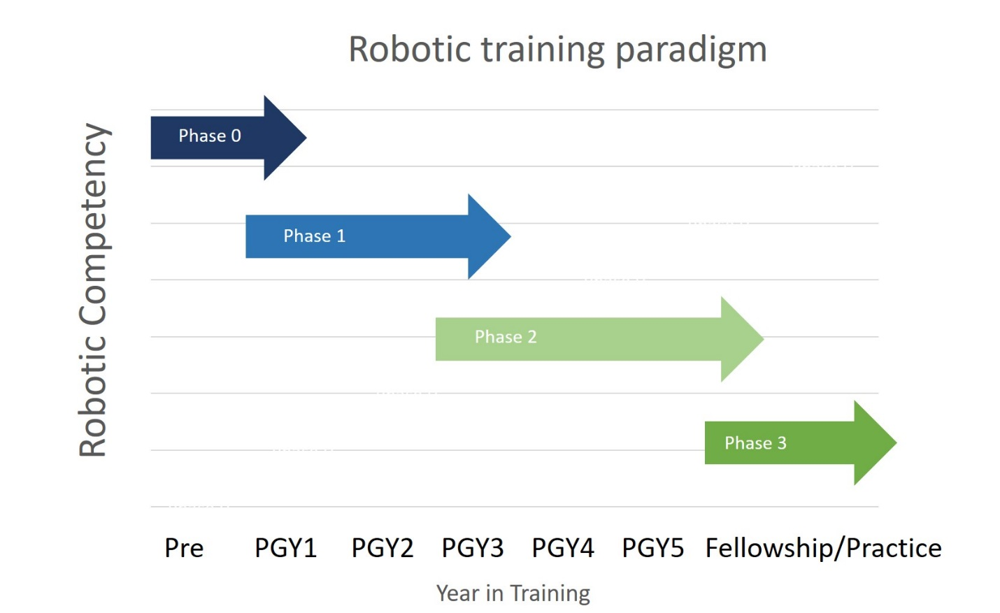 Robotic training paradigm
Robotic Competency
Phase 0
Phase 1
Phase 2
Phase 3
Pre PGY1 PGY2 PGY3 PGY4 PGY5 Fellowship/Practice
Year in Training